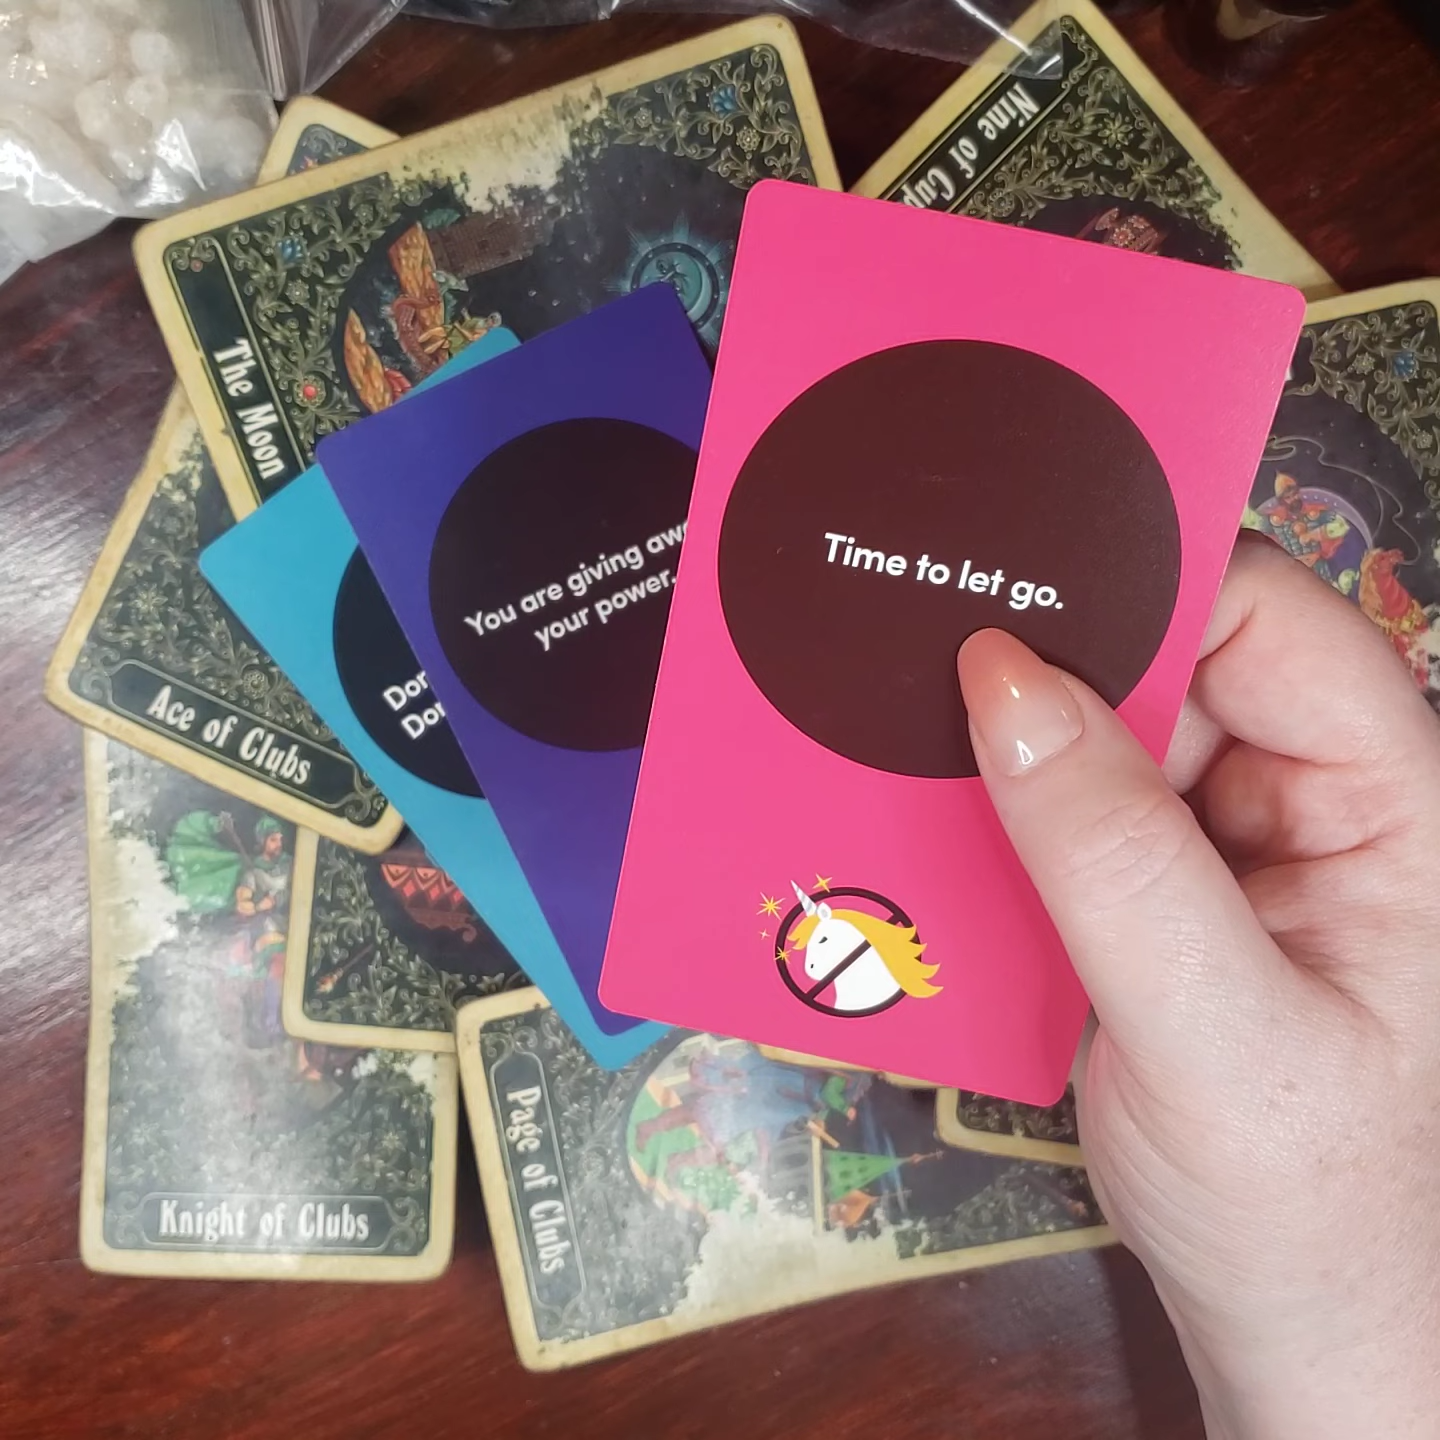 Nine of Cup
The Moon
Time to let go.
You are giving
your power.
Ace of Clubs
Page of Clubs
Knight of Clubs